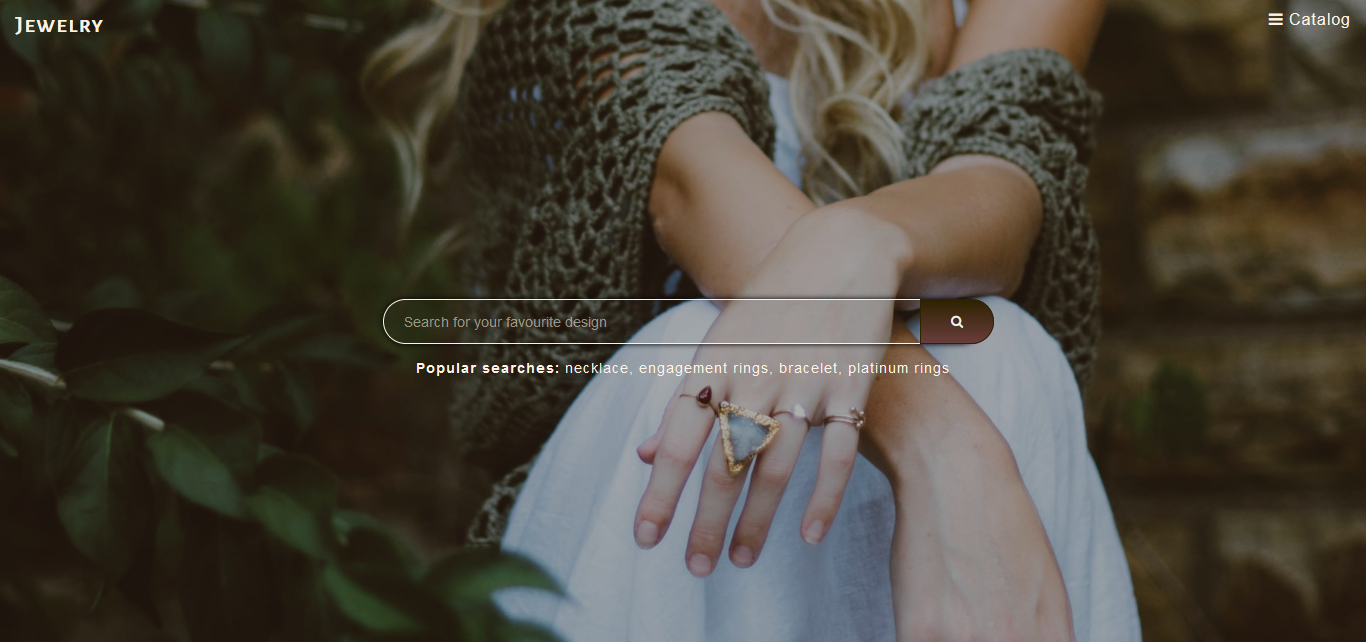 JEWELRY
Catalog
Search for your favourite design
Popular searches: necklace, engagement rings, bracelet, platinum rings